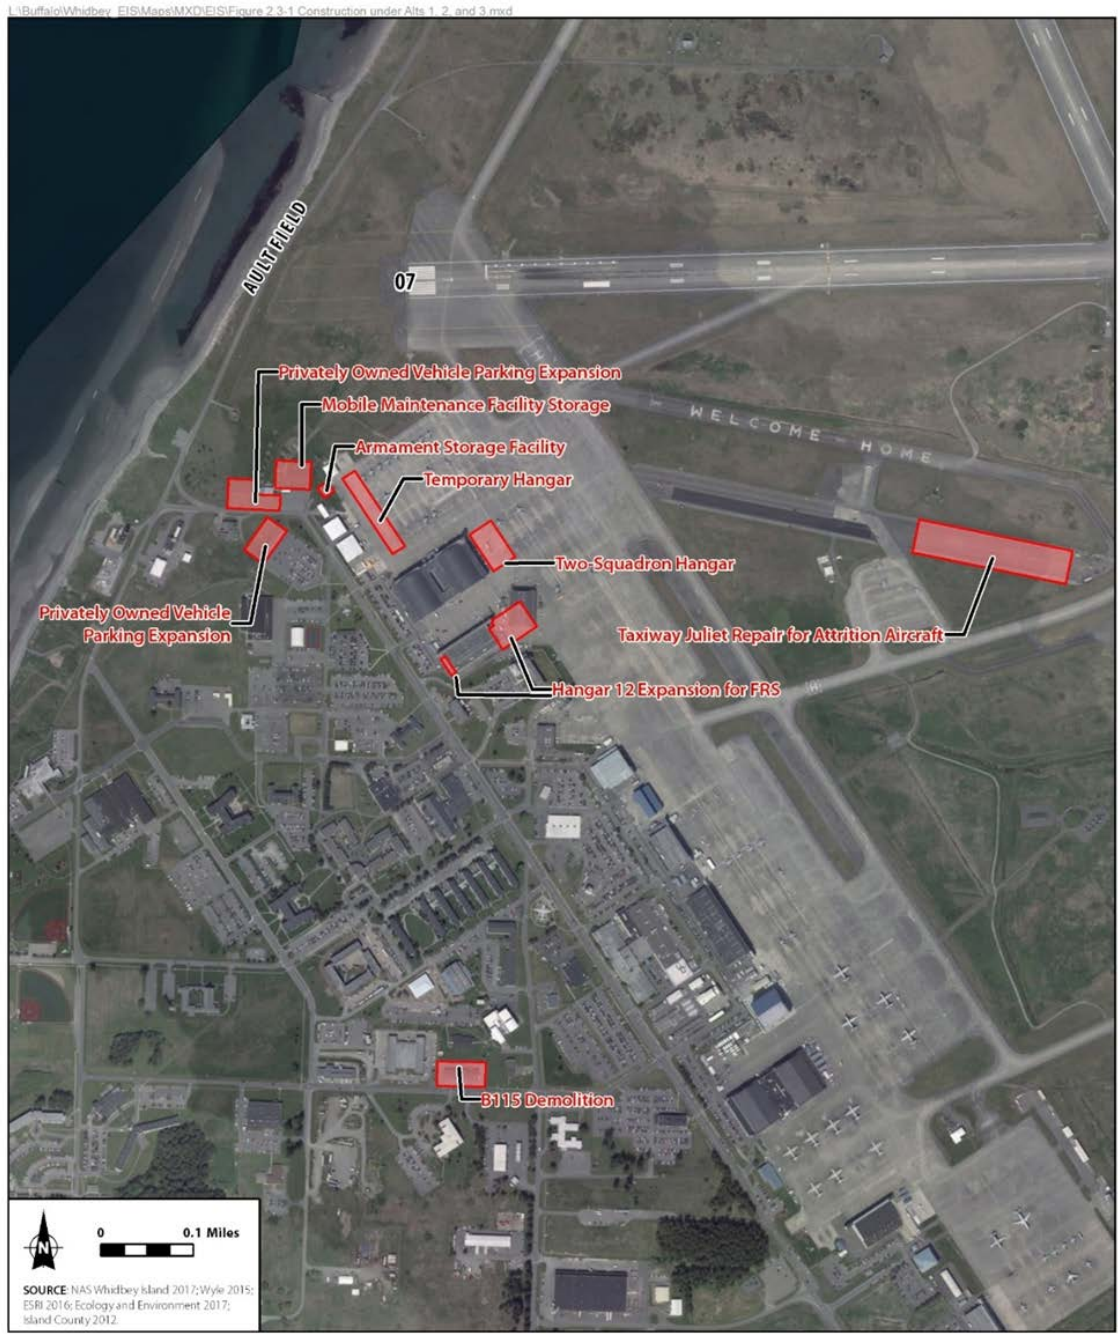 L:\Buffalo\Whidbey_EIS\Maps\MXD\EIS\Figure 2.3-1 Construction under Alts 1, 2, and 3.mxd
AULT FIELD
07
Privately Owned Vehicle Parking Expansion
Mobile Maintenance Facility Storage
WELCOME HOME
Armament Storage Facility
Temporary Hangar
Two-Squadron Hangar
Privately Owned Vehicle
Parking Expansion
Taxiway Juliet Repair for Attrition Aircraft
Hangar 12 Expansion for FRS
B115 Demolition
N
0 0.1 Miles
SOURCE: NAS Whidbey Island 2017; Wyle 2015;
ESRI 2016; Ecology and Environment 2017;
Island County 2012.